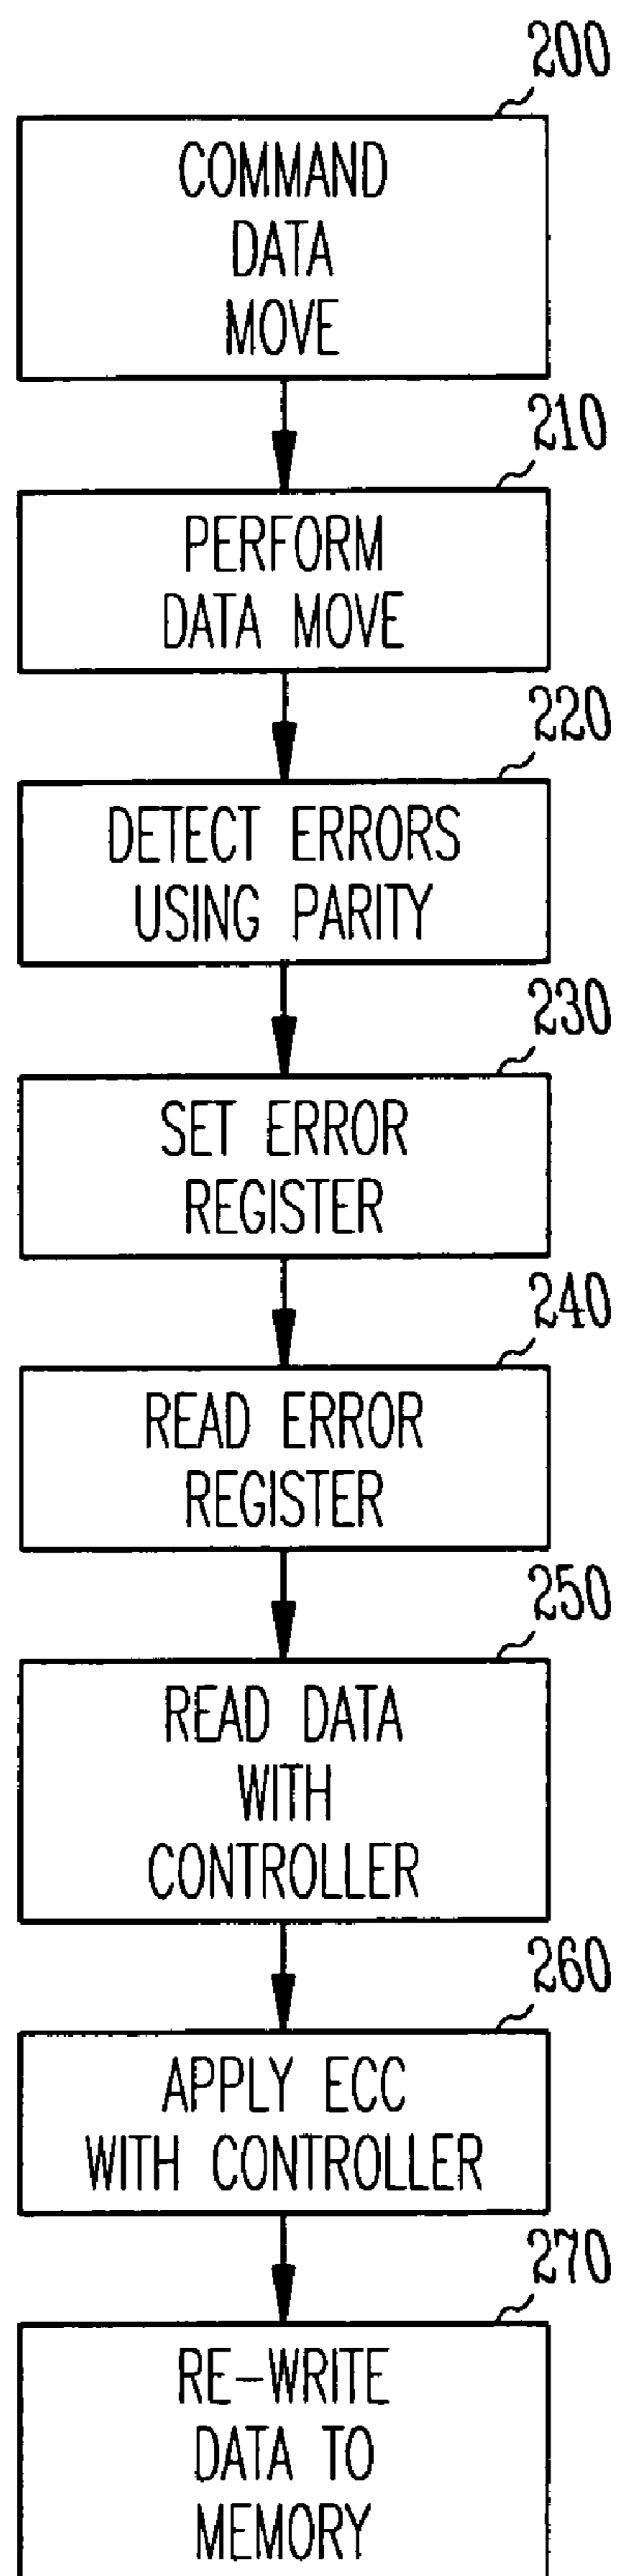 200
COMMAND
DATA
MOVE
210
PERFORM
DATA MOVE
220
DETECT ERRORS
USING PARITY
230
SET ERROR
REGISTER
240
READ ERROR
REGISTER
250
READ DATA
WITH
CONTROLLER
260
APPLY ECC
WITH CONTROLLER
270
RE-WRITE
DATA TO
MEMORY